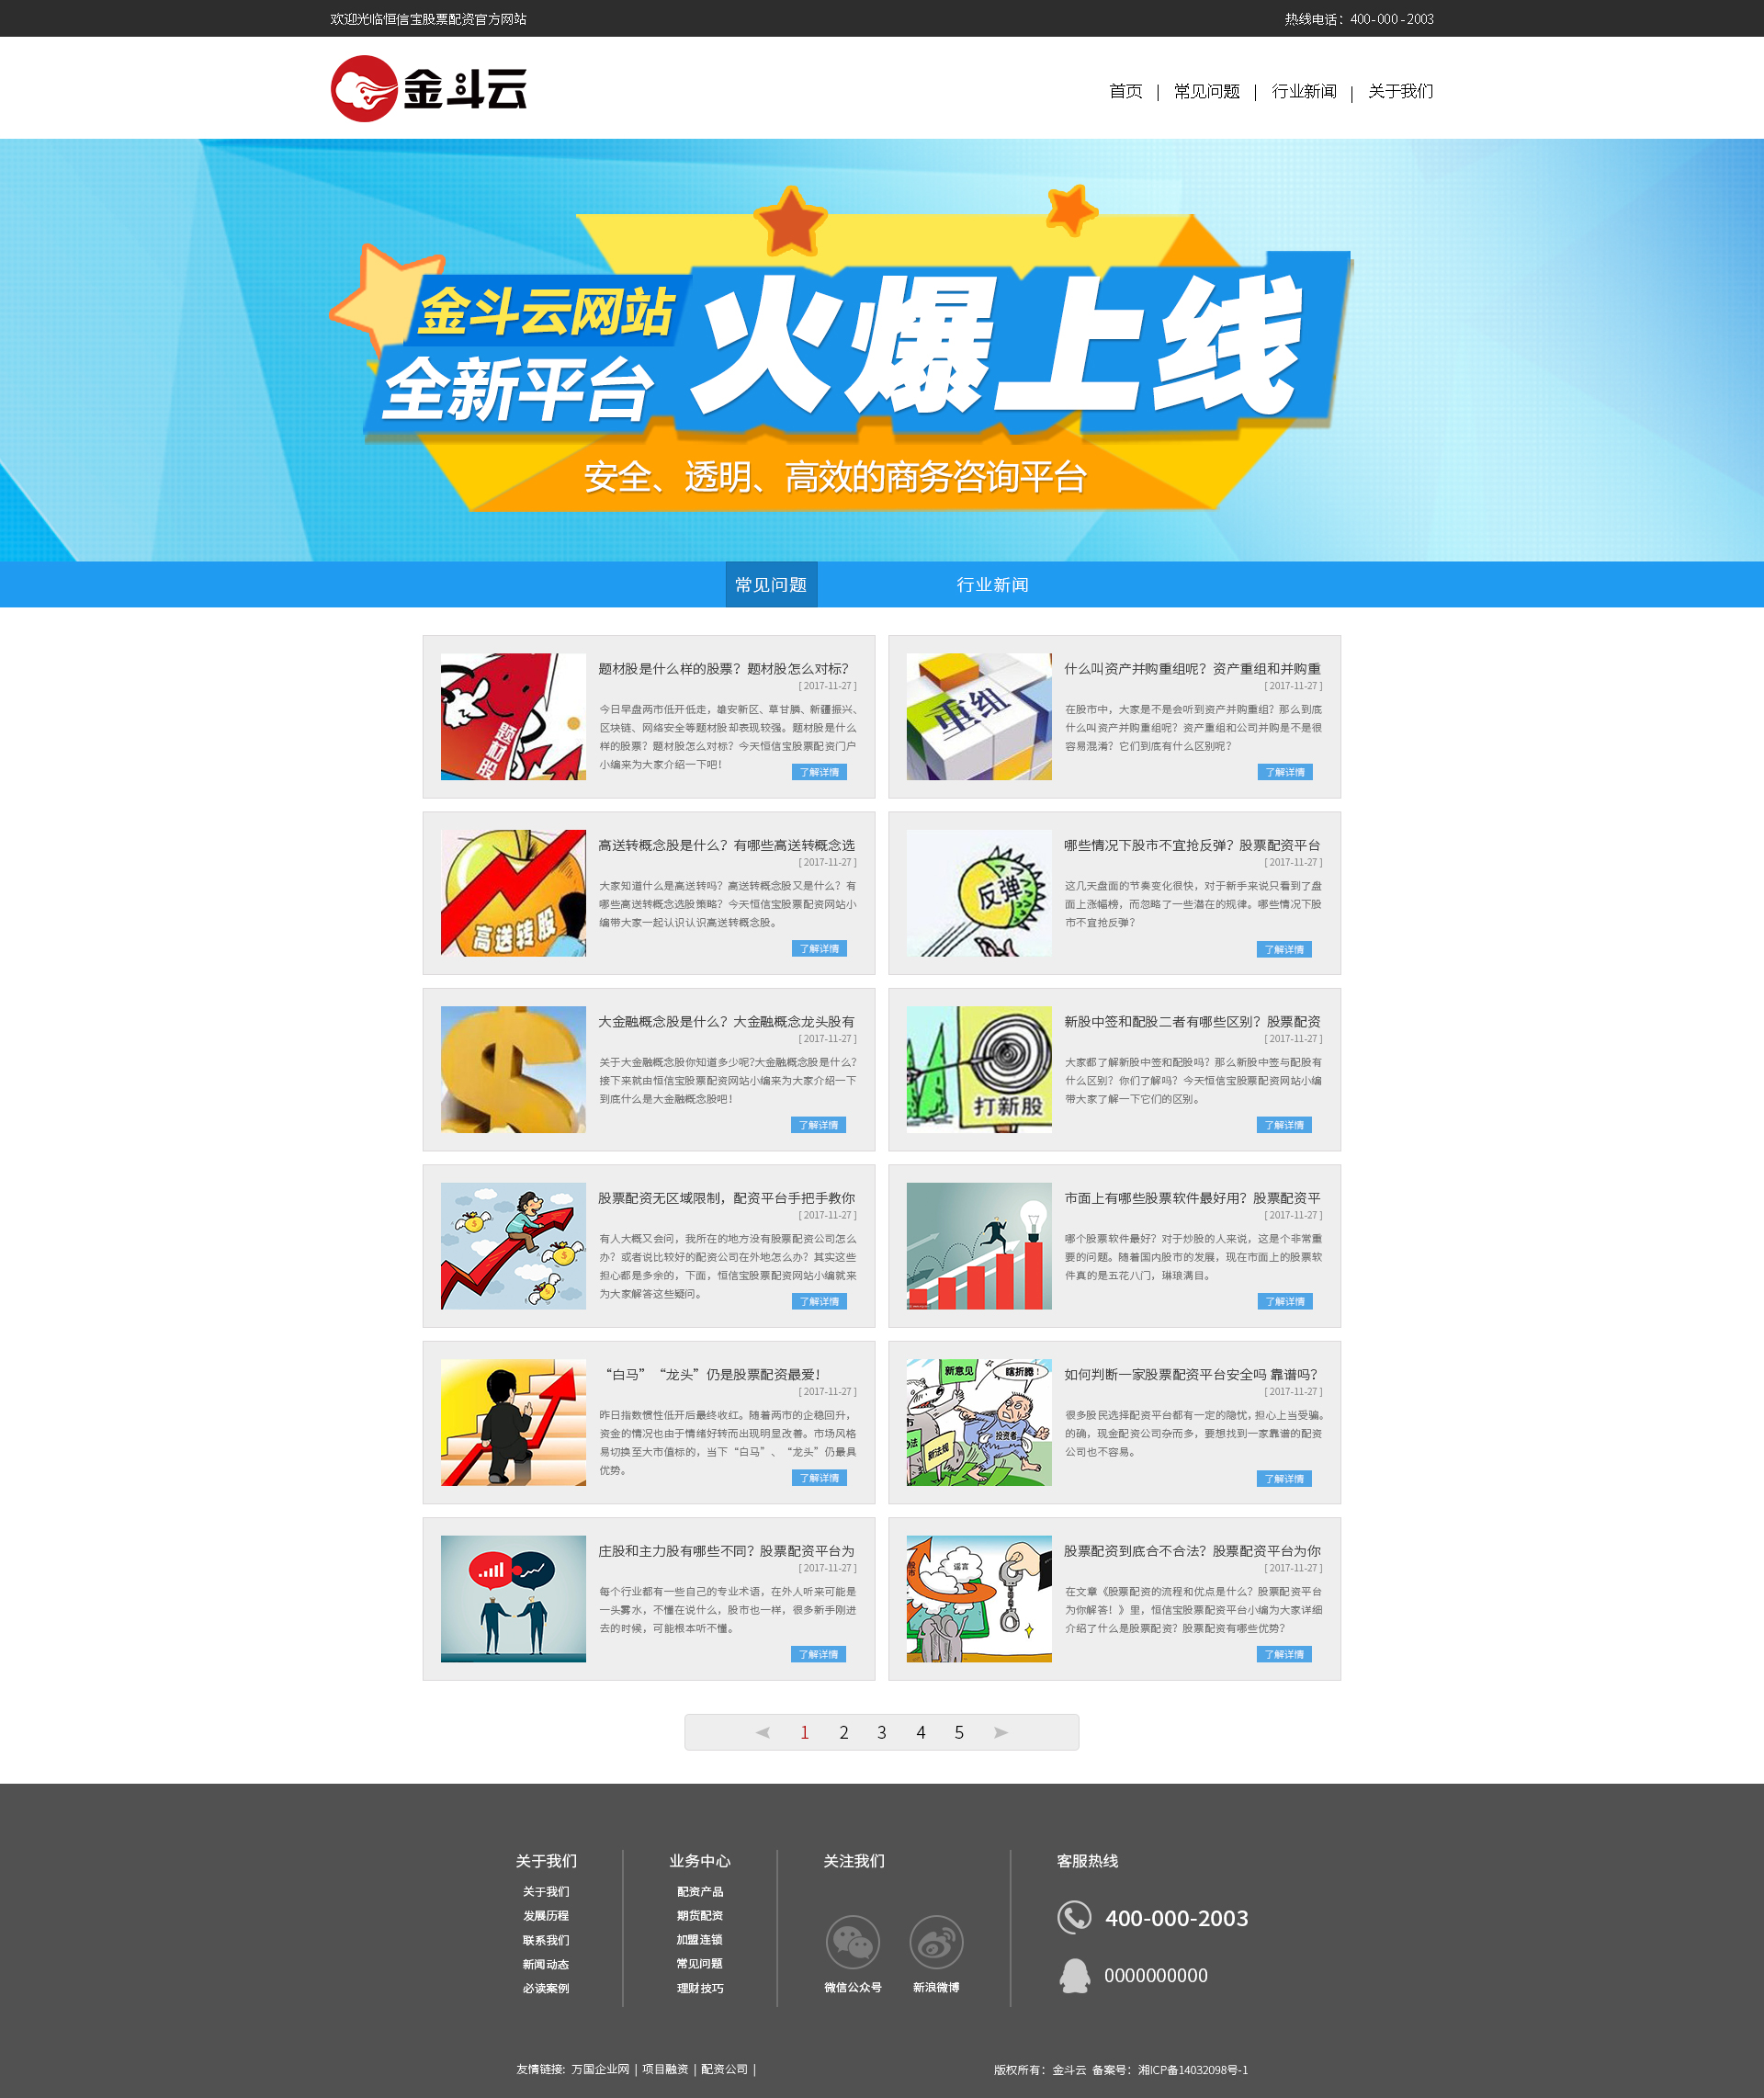 欢迎光临恒信宝股票配资官方网站
热线电话：400-000-2003
金斗云
首页 | 常见问题 | 行业新闻 | 关于我们
金斗云网站
全新平台
火爆上线
安全、透明、高效的商务咨询平台
常见问题
行业新闻
题材股
题材股是什么样的股票？题材股怎么对标？
[ 2017-11-27 ]
今日早盘两市低开低走，雄安新区、草甘膦、新疆振兴、
区块链、网络安全等题材股却表现较强。题材股是什么
样的股票？题材股怎么对标？今天恒信宝股票配资门户
小编来为大家介绍一下吧！
了解详情
重组
什么叫资产并购重组呢？资产重组和并购重
[ 2017-11-27 ]
在股市中，大家是不是会听到资产并购重组？那么到底
什么叫资产并购重组呢？资产重组和公司并购是不是很
容易混淆？它们到底有什么区别呢？
了解详情
高送转股
高送转概念股是什么？有哪些高送转概念选
[ 2017-11-27 ]
大家知道什么是高送转吗？高送转概念股又是什么？有
哪些高送转概念选股策略？今天恒信宝股票配资网站小
编带大家一起认识认识高送转概念股。
了解详情
反弹
哪些情况下股市不宜抢反弹？股票配资平台
[ 2017-11-27 ]
这几天盘面的节奏变化很快，对于新手来说只看到了盘
面上涨幅榜，而忽略了一些潜在的规律。哪些情况下股
市不宜抢反弹？
了解详情
大金融概念股是什么？大金融概念龙头股有
[ 2017-11-27 ]
关于大金融概念股你知道多少呢?大金融概念股是什么？
接下来就由恒信宝股票配资网站小编来为大家介绍一下
到底什么是大金融概念股吧！
了解详情
打新股
新股中签和配股二者有哪些区别？股票配资
[ 2017-11-27 ]
大家都了解新股中签和配股吗？那么新股中签与配股有
什么区别？你们了解吗？今天恒信宝股票配资网站小编
带大家了解一下它们的区别。
了解详情
股票配资无区域限制，配资平台手把手教你
[ 2017-11-27 ]
有人大概又会问，我所在的地方没有股票配资公司怎么
办？或者说比较好的配资公司在外地怎么办？其实这些
担心都是多余的，下面，恒信宝股票配资网站小编就来
为大家解答这些疑问。
了解详情
市面上有哪些股票软件最好用？股票配资平
[ 2017-11-27 ]
哪个股票软件最好？对于炒股的人来说，这是个非常重
要的问题。随着国内股市的发展，现在市面上的股票软
件真的是五花八门，琳琅满目。
了解详情
“白马”“龙头”仍是股票配资最爱！
[ 2017-11-27 ]
昨日指数惯性低开后最终收红。随着两市的企稳回升，
资金的情况也由于情绪好转而出现明显改善。市场风格
易切换至大市值标的，当下“白马”、“龙头”仍最具
优势。
了解详情
新意见
瞎折腾！
投资者
新法规
如何判断一家股票配资平台安全吗 靠谱吗？
[ 2017-11-27 ]
很多股民选择配资平台都有一定的隐忧，担心上当受骗。
的确，现金配资公司杂而多，要想找到一家靠谱的配资
公司也不容易。
了解详情
庄股和主力股有哪些不同？股票配资平台为
[ 2017-11-27 ]
每个行业都有一些自己的专业术语，在外人听来可能是
一头雾水，不懂在说什么，股市也一样，很多新手刚进
去的时候，可能根本听不懂。
了解详情
股市
谣言
股票配资到底合不合法？股票配资平台为你
[ 2017-11-27 ]
在文章《股票配资的流程和优点是什么？股票配资平台
为你解答！》里，恒信宝股票配资平台小编为大家详细
介绍了什么是股票配资？股票配资有哪些优势？
了解详情
1 2 3 4 5
关于我们
关于我们
发展历程
联系我们
新闻动态
必读案例
业务中心
配资产品
期货配资
加盟连锁
常见问题
理财技巧
关注我们
微信公众号
新浪微博
客服热线
400-000-2003
0000000000
友情链接：万国企业网 | 项目融资 | 配资公司 |
版权所有：金斗云 备案号：湘ICP备14032098号-1